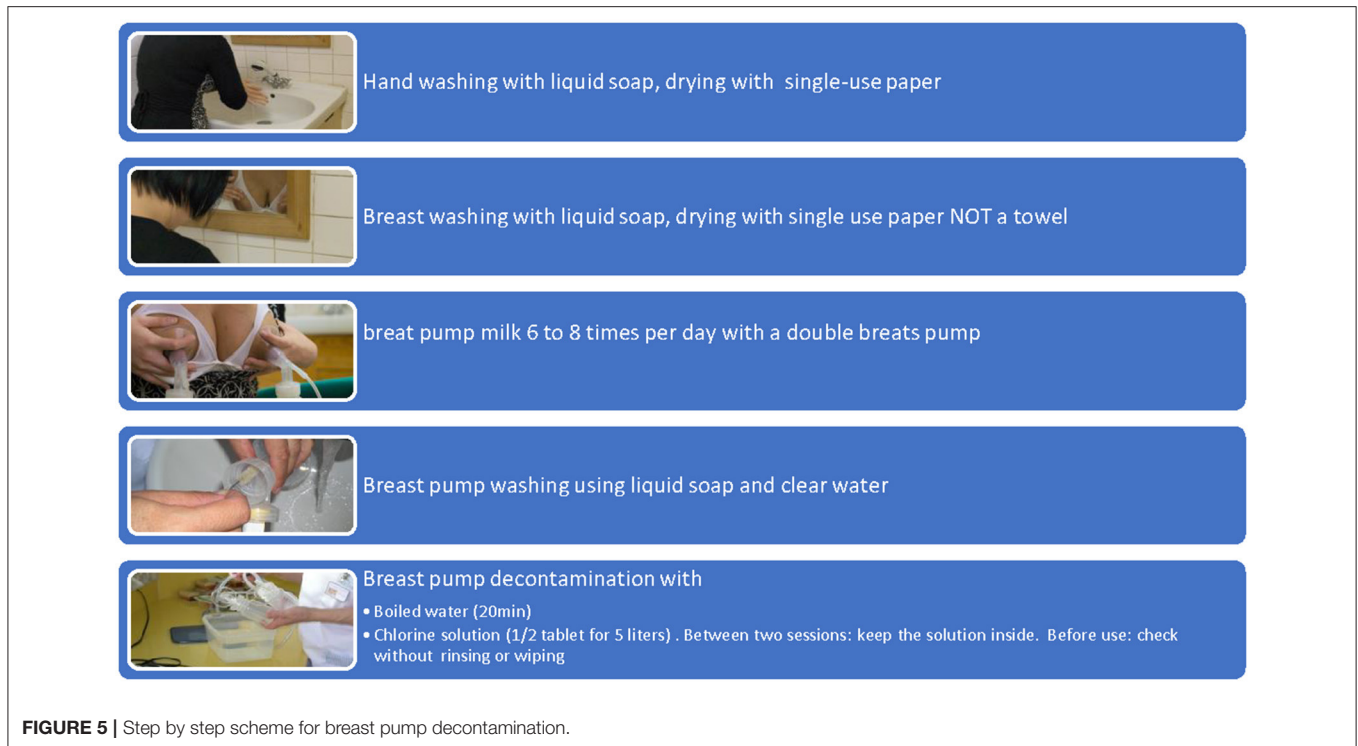 Hand washing with liquid soap, drying with single-use paper
Breast washing with liquid soap, drying with single use paper NOT a towel
breat pump milk 6 to 8 times per day with a double breats pump
Breast pump washing using liquid soap and clear water
Breast pump decontamination with
• Boiled water (20min)
• Chlorine solution (1/2 tablet for 5 liters) . Between two sessions: keep the solution inside. Before use: check
without rinsing or wiping
FIGURE 5 | Step by step scheme for breast pump decontamination.